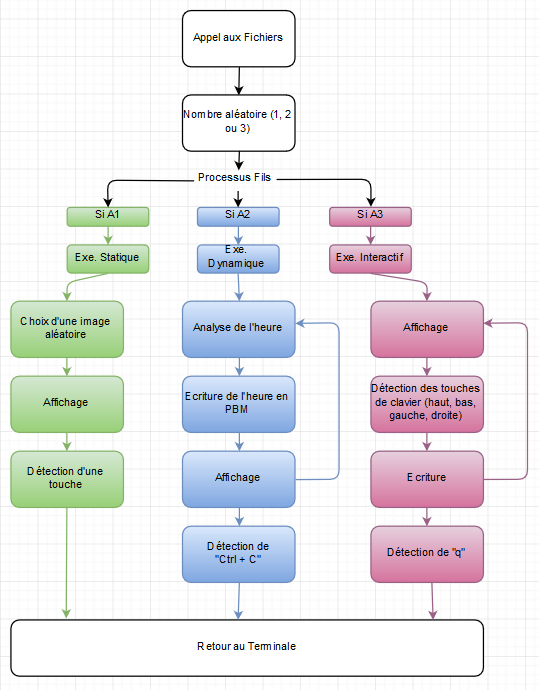 Appel aux Fichiers
Nombre aléatoire (1, 2
ou 3)
Processus Fils
Si A1
Si A2
Si A3
Exe. Statique
Exe.
Dynamique
Exe. Interactif
Choix d'une image
aléatoire
Analyse de l'heure
Affichage
Affichage
Ecriture de l'heure en
PBM
Détection des touches
de clavier (haut, bas,
gauche, droite)
Détection d'une
touche
Affichage
Ecriture
Détection de
"Ctrl + C"
Détection de "q"
Retour au Terminale